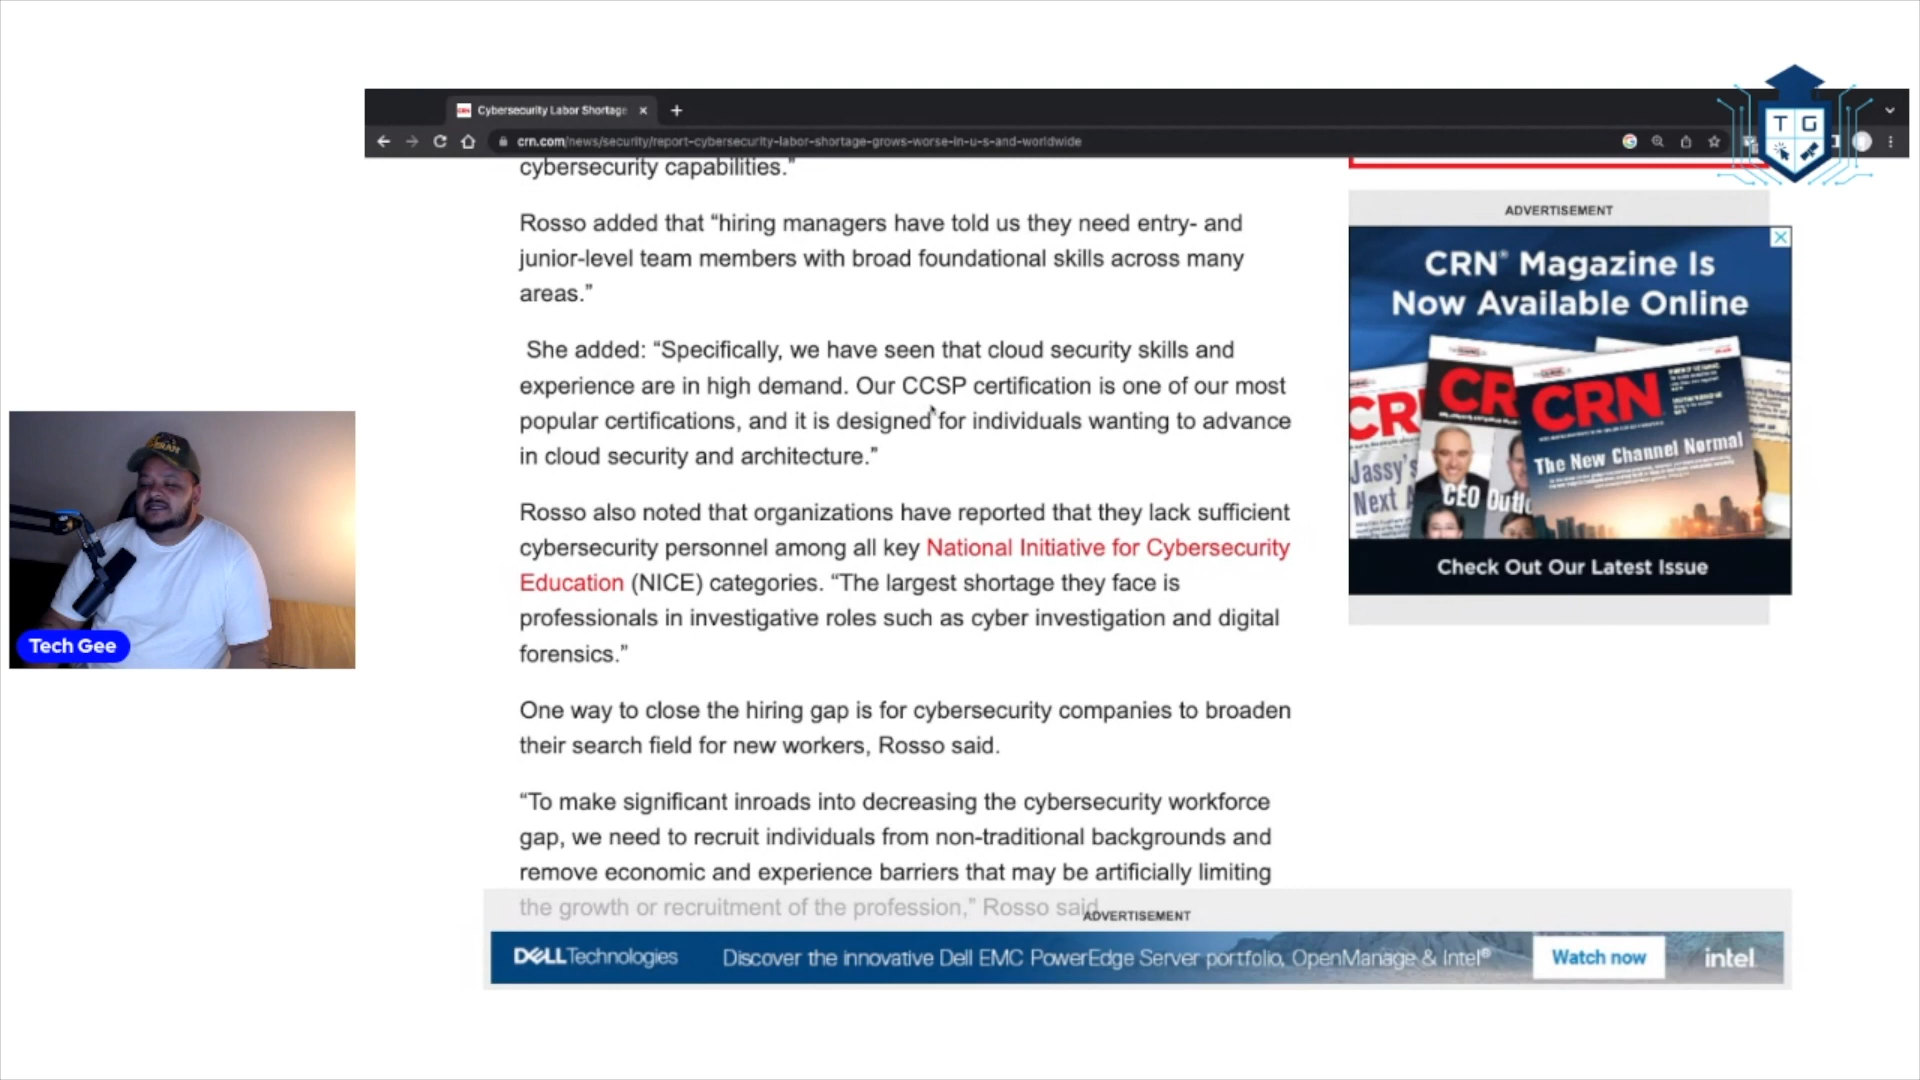 Cybersecurity Labor Shortage
crn.com/news/security/report-cybersecurity-labor-shortage-grows-worse-in-u-s-and-worldwide
T G
cybersecurity capabilities.”
Rosso added that “hiring managers have told us they need entry- and
junior-level team members with broad foundational skills across many
areas.”
She added: “Specifically, we have seen that cloud security skills and
experience are in high demand. Our CCSP certification is one of our most
popular certifications, and it is designed for individuals wanting to advance
in cloud security and architecture.”
Rosso also noted that organizations have reported that they lack sufficient
cybersecurity personnel among all key National Initiative for Cybersecurity
Education (NICE) categories. “The largest shortage they face is
professionals in investigative roles such as cyber investigation and digital
forensics.”
One way to close the hiring gap is for cybersecurity companies to broaden
their search field for new workers, Rosso said.
“To make significant inroads into decreasing the cybersecurity workforce
gap, we need to recruit individuals from non-traditional backgrounds and
remove economic and experience barriers that may be artificially limiting
the growth or recruitment of the profession,” Rosso said.
ADVERTISEMENT
CRN® Magazine Is
Now Available Online
CR
CR
CRN
The New Channel Normal
Jassy's
Next
CEO Outlo
Check Out Our Latest Issue
Tech Gee
ADVERTISEMENT
DELLTechnologies
Discover the innovative Dell EMC PowerEdge Server portfolio, OpenManage & Intel®
Watch now
intel